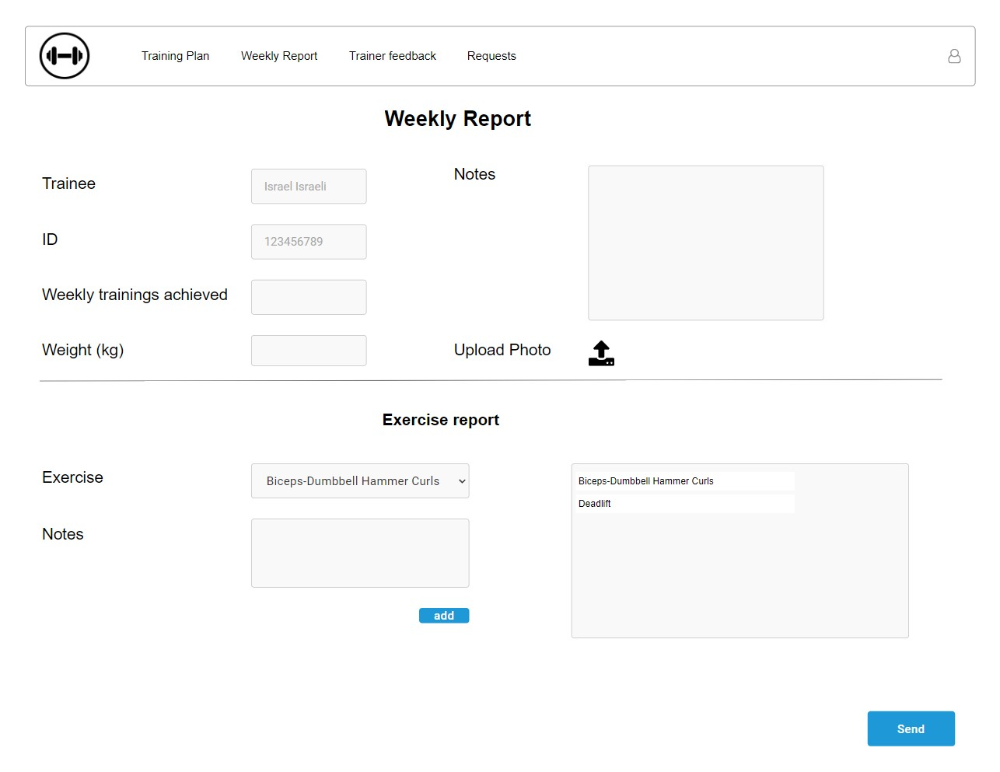 Training Plan Weekly Report Trainer feedback Requests
Weekly Report
Trainee
Israel Israeli
ID
123456789
Weekly trainings achieved
Weight (kg)
Notes
Upload Photo
Exercise report
Exercise
Biceps-Dumbbell Hammer Curls
Notes
add
Biceps-Dumbbell Hammer Curls
Deadlift
Send